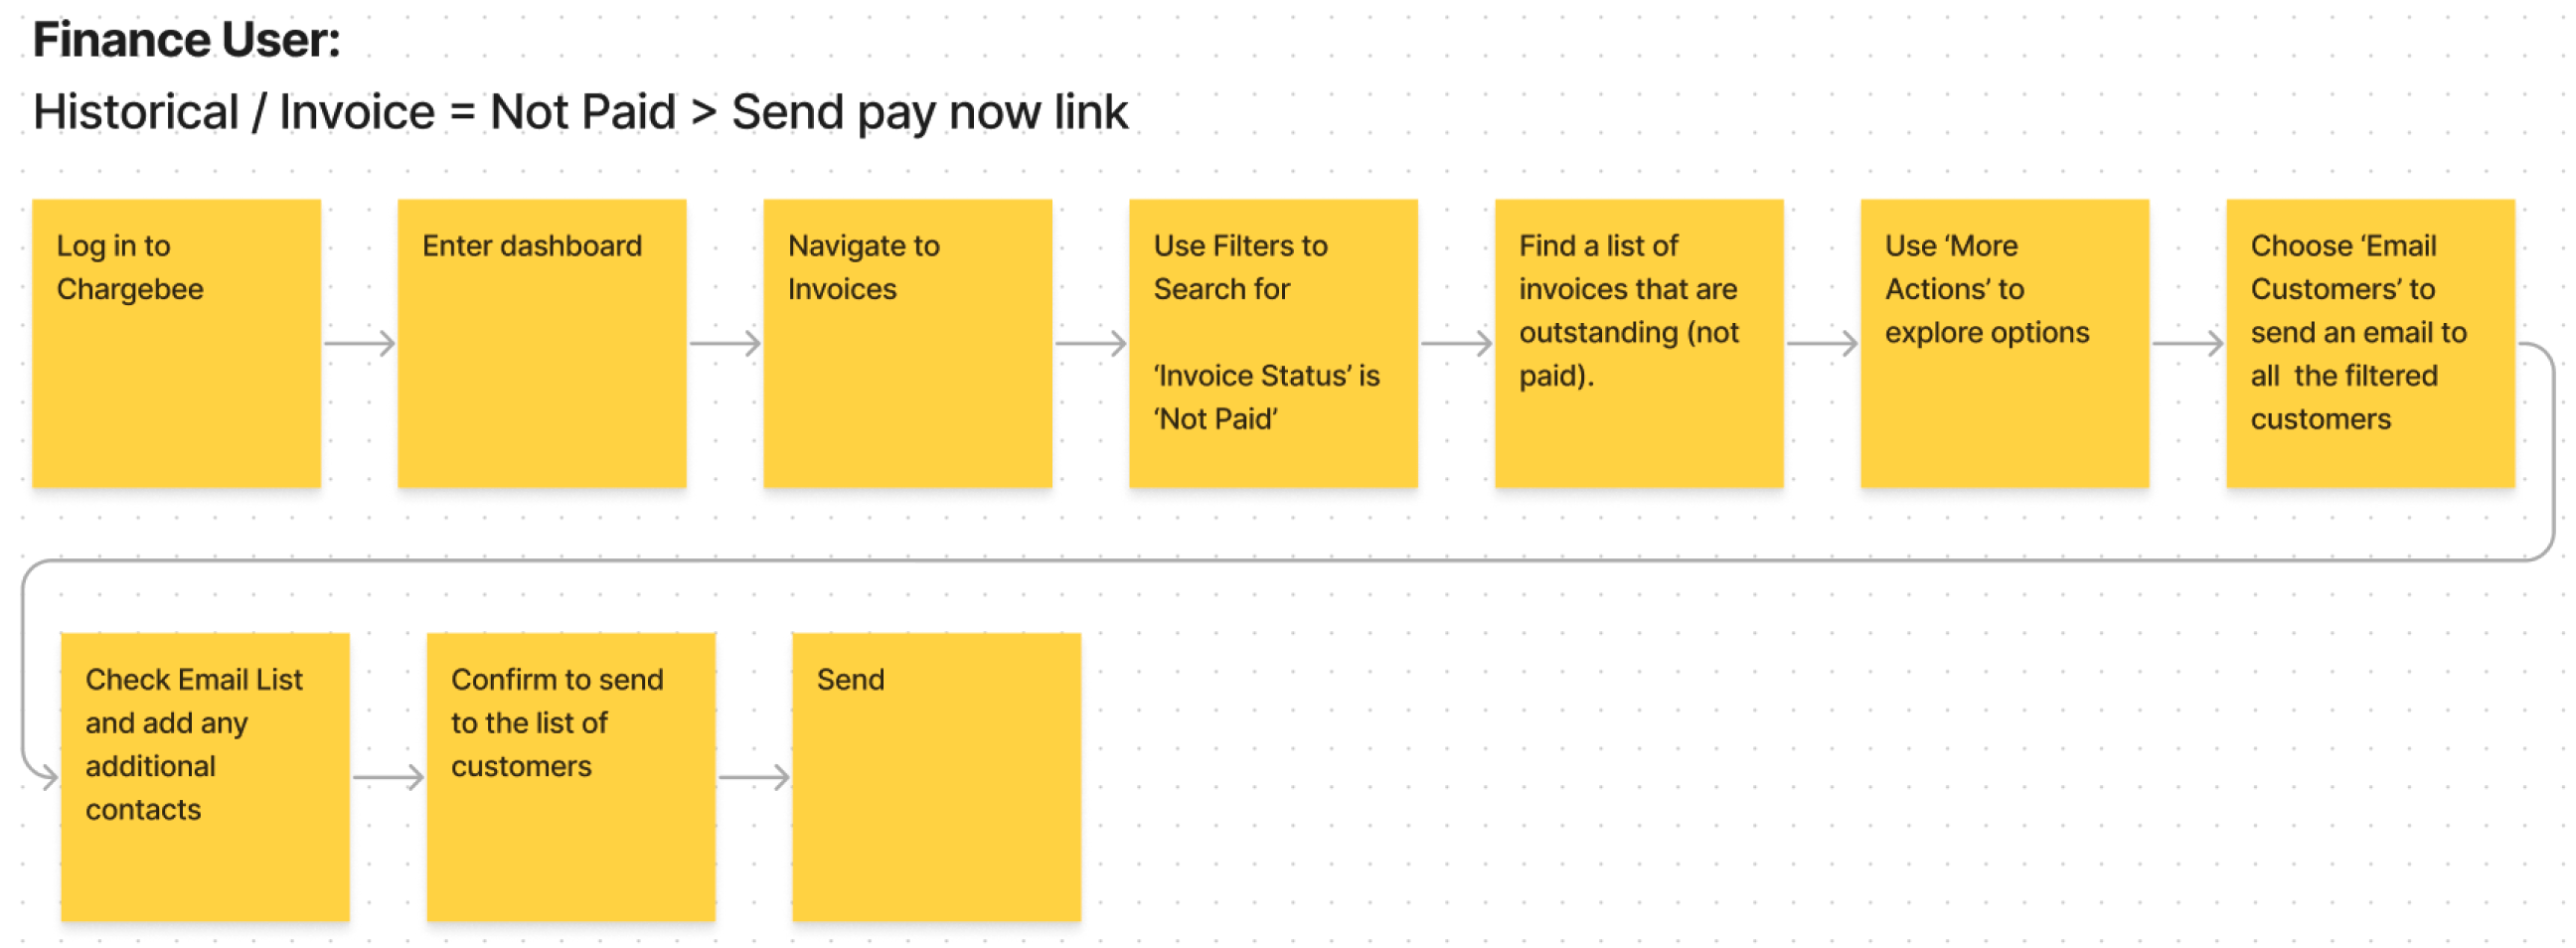 Finance User:
Historical / Invoice = Not Paid > Send pay now link
Log in to
Chargebee
Enter dashboard
Navigate to
Invoices
Use Filters to
Search for
‘Invoice Status’ is
‘Not Paid’
Find a list of
invoices that are
outstanding (not
paid).
Use ‘More
Actions’ to
explore options
Choose ‘Email
Customers’ to
send an email to
all  the filtered
customers
Check Email List
and add any
additional
contacts
Confirm to send
to the list of
customers
Send